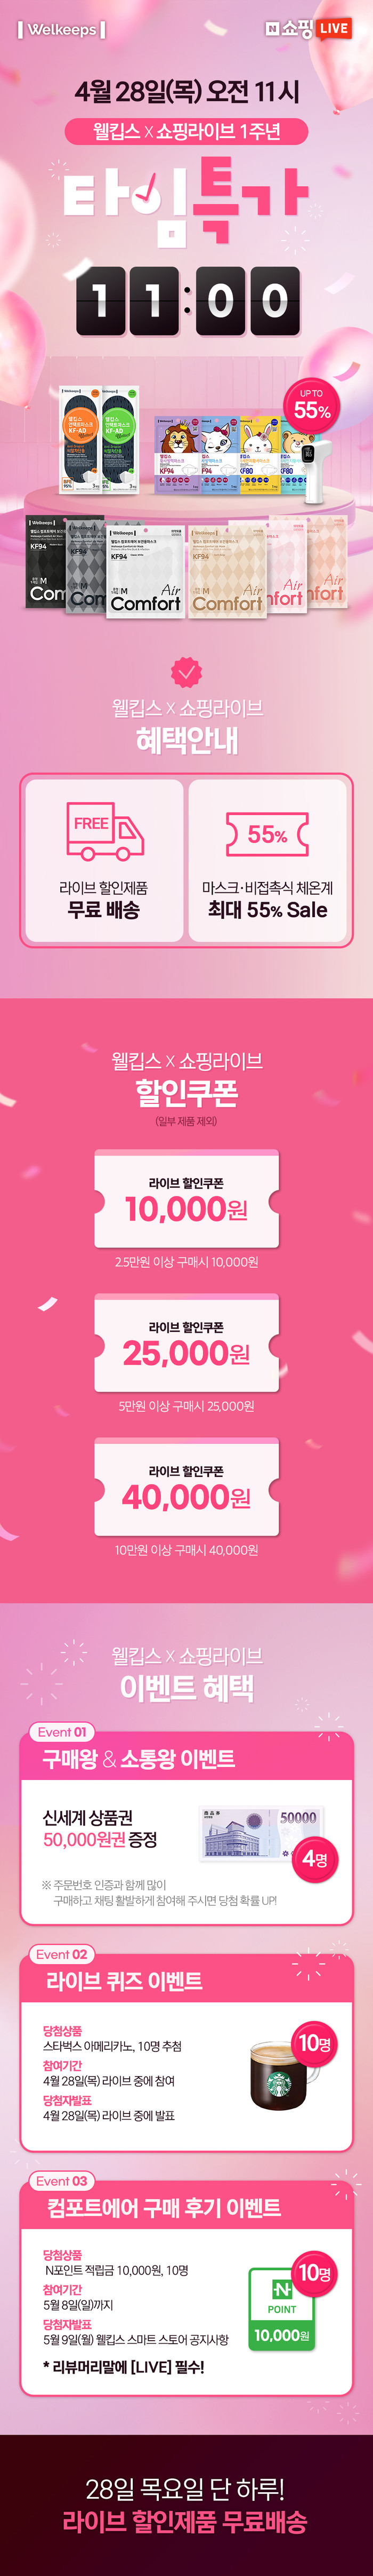 Welkeeps
N 쇼핑 LIVE
4월 28일(목) 오전 11시
웰킵스 X 쇼핑라이브 1주년
타임특가
11:00
UP TO
55%
KF-AD
KF-AD
KF94
KF94
KF80
Welkeeps
KF94
M
Air
Comfort
Welkeeps
KF94
M
Air
Comfort
웰킵스 X 쇼핑라이브
혜택안내
FREE
라이브 할인제품
무료 배송
55%
마스크·비접촉식 체온계
최대 55% Sale
웰킵스 X 쇼핑라이브
할인쿠폰
(일부 제품 제외)
라이브 할인쿠폰
10,000원
2.5만원 이상 구매시 10,000원
라이브 할인쿠폰
25,000원
5만원 이상 구매시 25,000원
라이브 할인쿠폰
40,000원
10만원 이상 구매시 40,000원
웰킵스 X 쇼핑라이브
이벤트 혜택
Event 01
구매왕 & 소통왕 이벤트
신세계 상품권
50,000원권 증정
商品券
50000
4명
※ 주문번호 인증과 함께 많이
구매하고 채팅 활발하게 참여해 주시면 당첨 확률 UP!
Event 02
라이브 퀴즈 이벤트
당첨상품
스타벅스 아메리카노, 10명 추첨
참여기간
4월 28일(목) 라이브 중에 참여
당첨자발표
4월 28일(목) 라이브 중에 발표
10명
Event 03
컴포트에어 구매 후기 이벤트
당첨상품
N포인트 적립금 10,000원, 10명
참여기간
5월 8일(일)까지
당첨자발표
5월 9일(월) 웰킵스 스마트 스토어 공지사항
* 리뷰머리말에 [LIVE] 필수!
10명
N
POINT
10,000원
28일 목요일 단 하루!
라이브 할인제품 무료배송